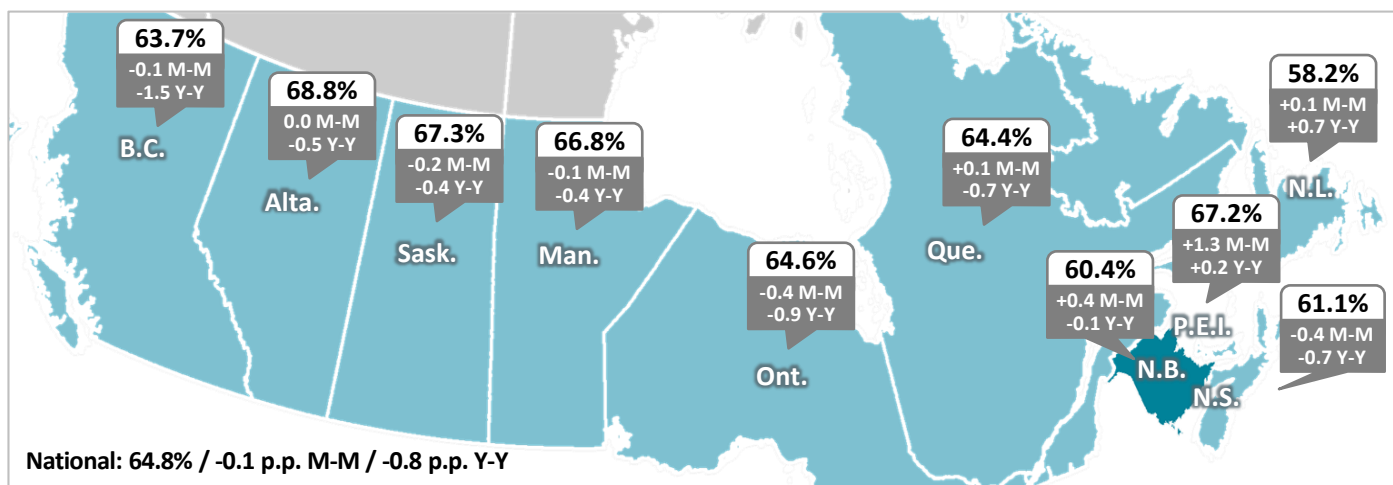 63.7%
-0.1 M-M
-1.5 Y-Y
B.C.
68.8%
0.0 M-M
-0.5 Y-Y
Alta.
67.3%
-0.2 M-M
-0.4 Y-Y
Sask.
66.8%
-0.1 M-M
-0.4 Y-Y
Man.
64.6%
-0.4 M-M
-0.9 Y-Y
Ont.
64.4%
+0.1 M-M
-0.7 Y-Y
Que.
60.4%
+0.4 M-M
-0.1 Y-Y
N.B.
67.2%
+1.3 M-M
+0.2 Y-Y
P.E.I.
61.1%
-0.4 M-M
-0.7 Y-Y
N.S.
58.2%
+0.1 M-M
+0.7 Y-Y
N.L.
National: 64.8% / -0.1 p.p. M-M / -0.8 p.p. Y-Y